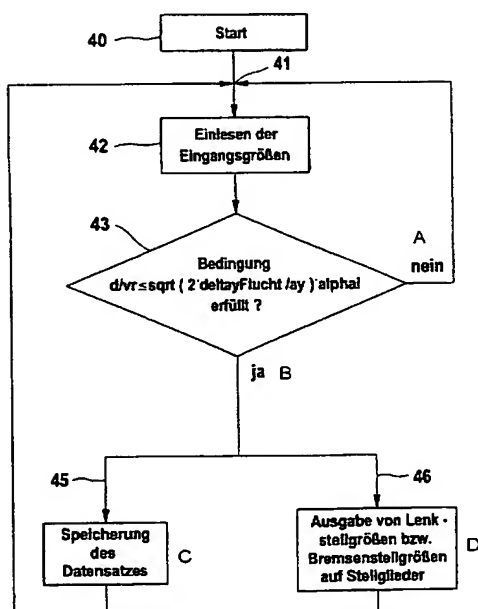 40
Start
41
42
Einlesen der
Eingangsgrößen
43
A
nein
Bedingung
d/vr≤sqrt ( 2*deltayFlucht /ay )*alphal
erfüllt ?
ja B
45
46
Speicherung
des
Datensatzes
C
Ausgabe von Lenk -
stellgrößen bzw.
Bremsenstellgrößen
auf Stellglieder
D